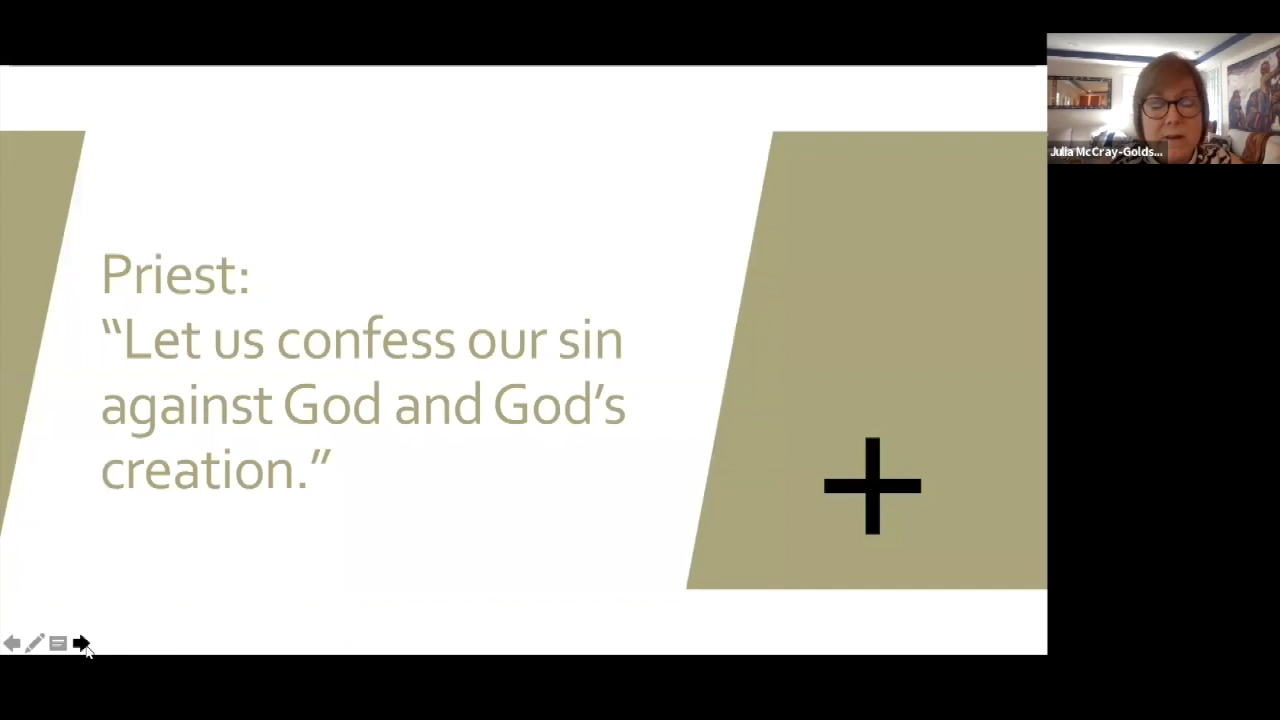 Priest:
“Let us confess our sin
against God and God’s
creation.”
Julia McCray-Golds...